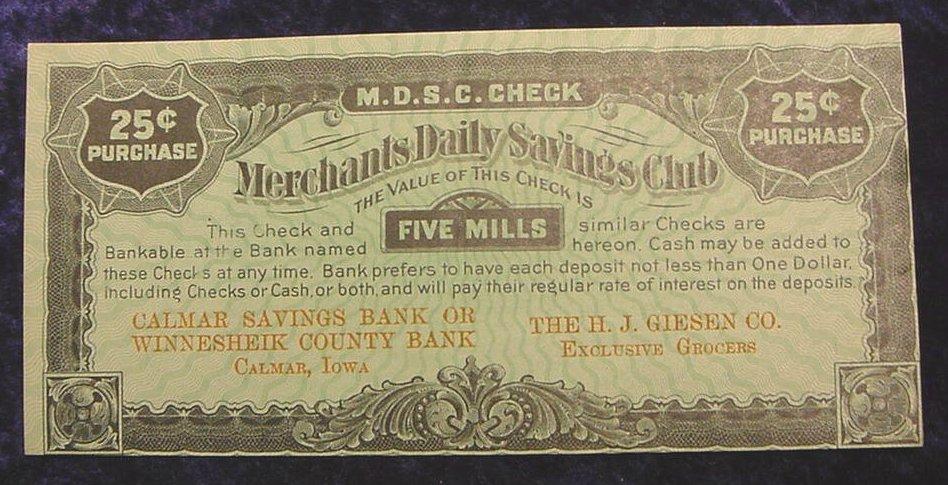 25¢ PURCHASE
M.D.S.C. CHECK
25¢ PURCHASE
Merchants Daily Savings Club
THE VALUE OF THIS CHECK IS
FIVE MILLS
This Check and similar Checks are
Bankable at the Bank named hereon. Cash may be added to
these Checks at any time. Bank prefers to have each deposit not less than One Dollar,
Including Checks or Cash, or both, and will pay their regular rate of interest on the deposits.
CALMAR SAVINGS BANK OR
WINNESHEIK COUNTY BANK
CALMAR, IOWA
THE H. J. GIESEN CO.
EXCLUSIVE GROCERS